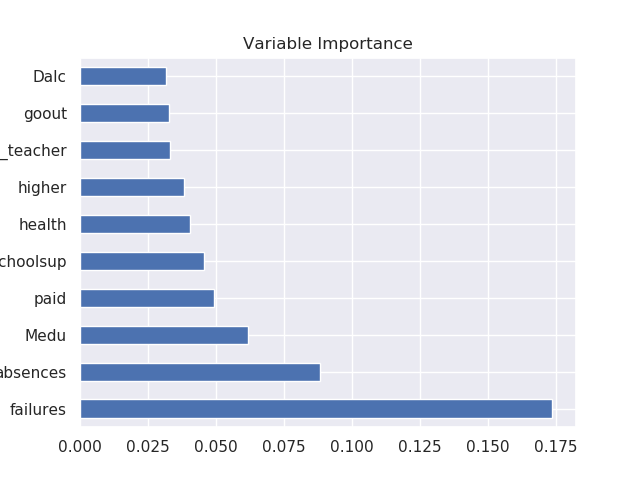 Variable Importance
Dalc
goout
_teacher
higher
health
choolsup
paid
Medu
absences
failures
0.000 0.025 0.050 0.075 0.100 0.125 0.150 0.175